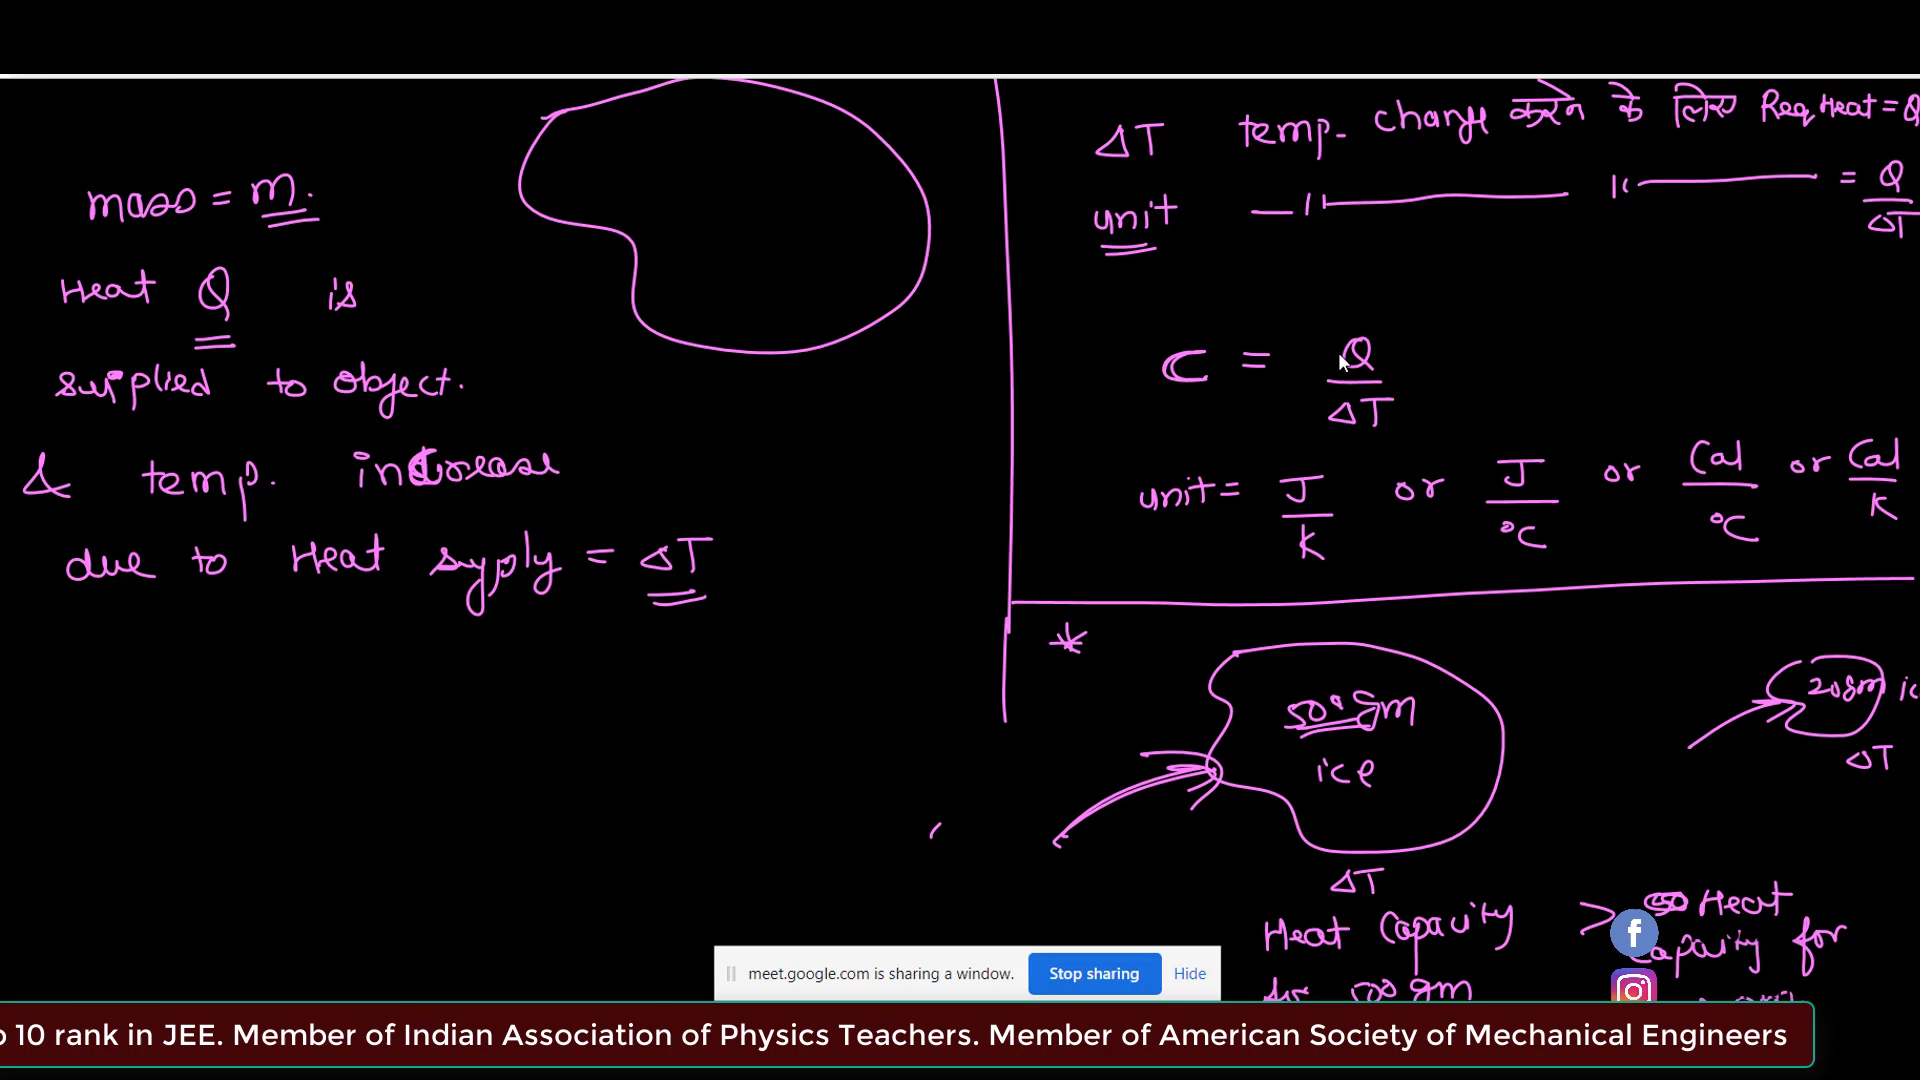 mass = m.
Heat Q is
supplied to object.
& temp. increase
due to Heat syply = ΔT
ΔT temp. change करने के लिए Req Heat = Q
unit — 〃 ——— 〃 ——— = Q/ΔT
C = Q/ΔT
unit = J/K or J/°C or Cal/°C or Cal/K
*
500 gm
ice
ΔT
20gm ic
ΔT
Heat Capacity > Heat
Capacity for
for 500 gm
meet.google.com is sharing a window. Stop sharing Hide
10 rank in JEE. Member of Indian Association of Physics Teachers. Member of American Society of Mechanical Engineers